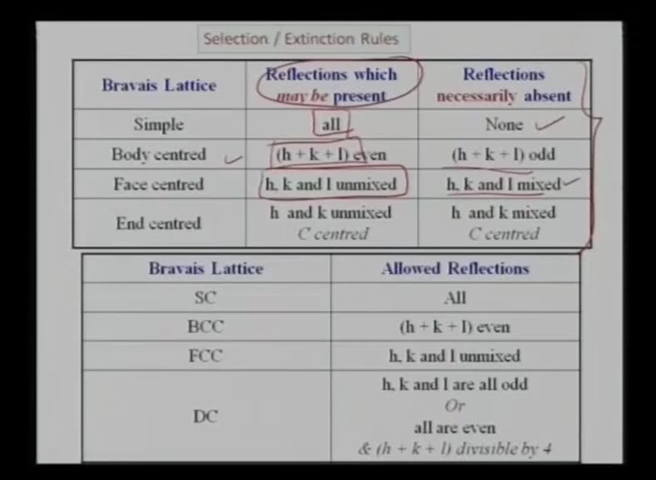 Selection / Extinction Rules
Bravais Lattice
Reflections which
may be present
Reflections
necessarily absent
Simple
all
None
Body centred
(h + k + l) even
(h + k + l) odd
Face centred
h, k and l unmixed
h, k and l mixed
End centred
h and k unmixed
C centred
h and k mixed
C centred
Bravais Lattice
Allowed Reflections
SC
All
BCC
(h + k + l) even
FCC
h, k and l unmixed
DC
h, k and l are all odd
Or
all are even
& (h + k + l) divisible by 4